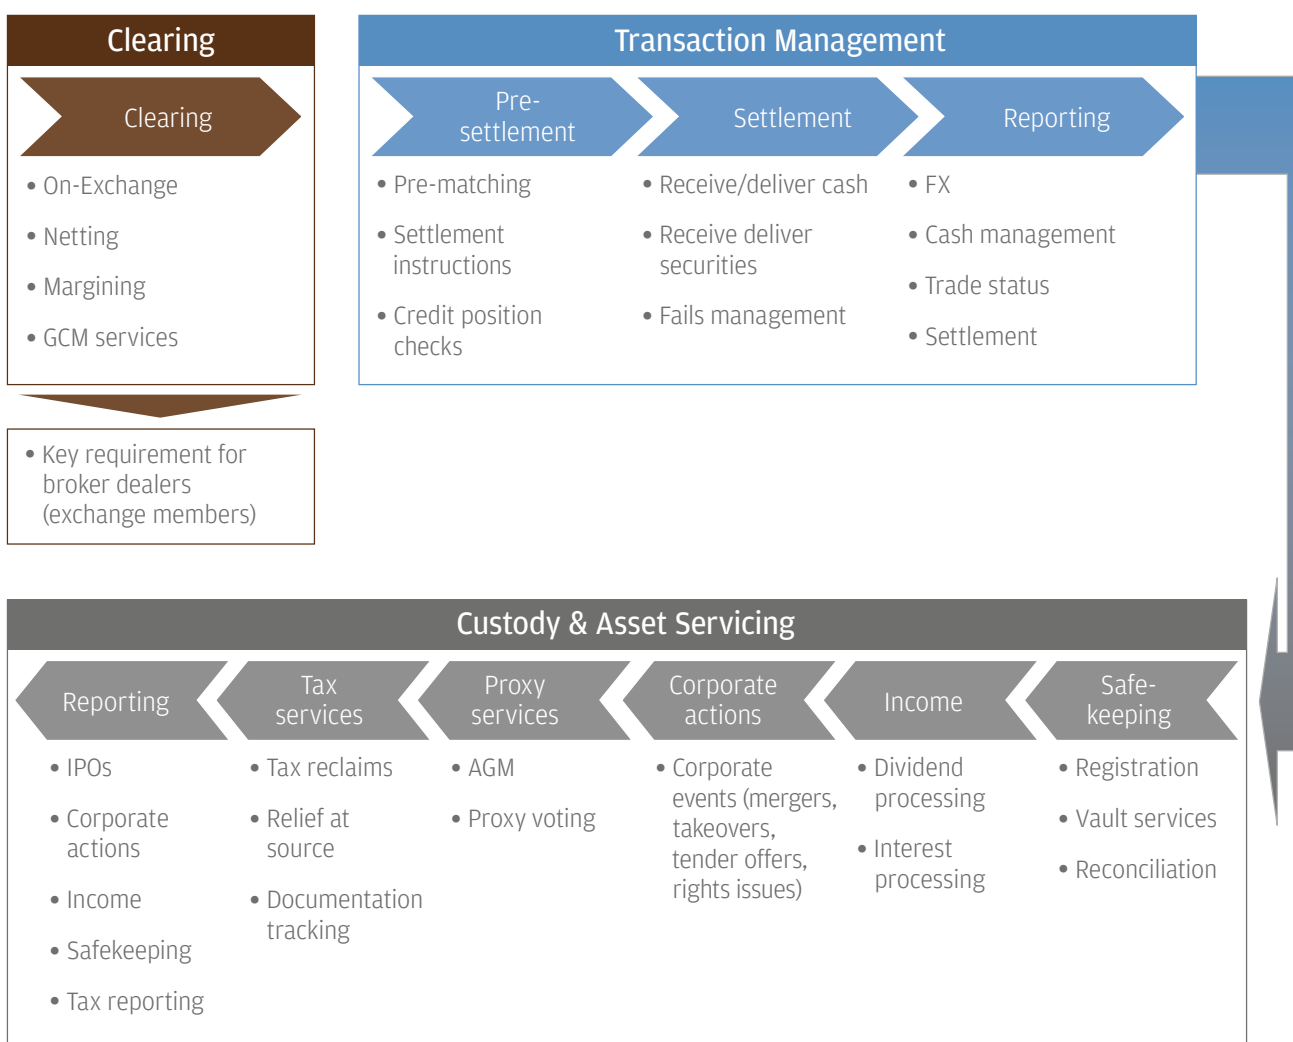 Clearing
Clearing
• On-Exchange
• Netting
• Margining
• GCM services
• Key requirement for
broker dealers
(exchange members)
Transaction Management
Pre-
settlement
• Pre-matching
• Settlement
instructions
• Credit position
checks
Settlement
• Receive/deliver cash
• Receive deliver
securities
• Fails management
Reporting
• FX
• Cash management
• Trade status
• Settlement
Custody & Asset Servicing
Reporting
• IPOs
• Corporate
actions
• Income
• Safekeeping
• Tax reporting
Tax
services
• Tax reclaims
• Relief at
source
• Documentation
tracking
Proxy
services
• AGM
• Proxy voting
Corporate
actions
• Corporate
events (mergers,
takeovers,
tender offers,
rights issues)
Income
• Dividend
processing
• Interest
processing
Safe-
keeping
• Registration
• Vault services
• Reconciliation